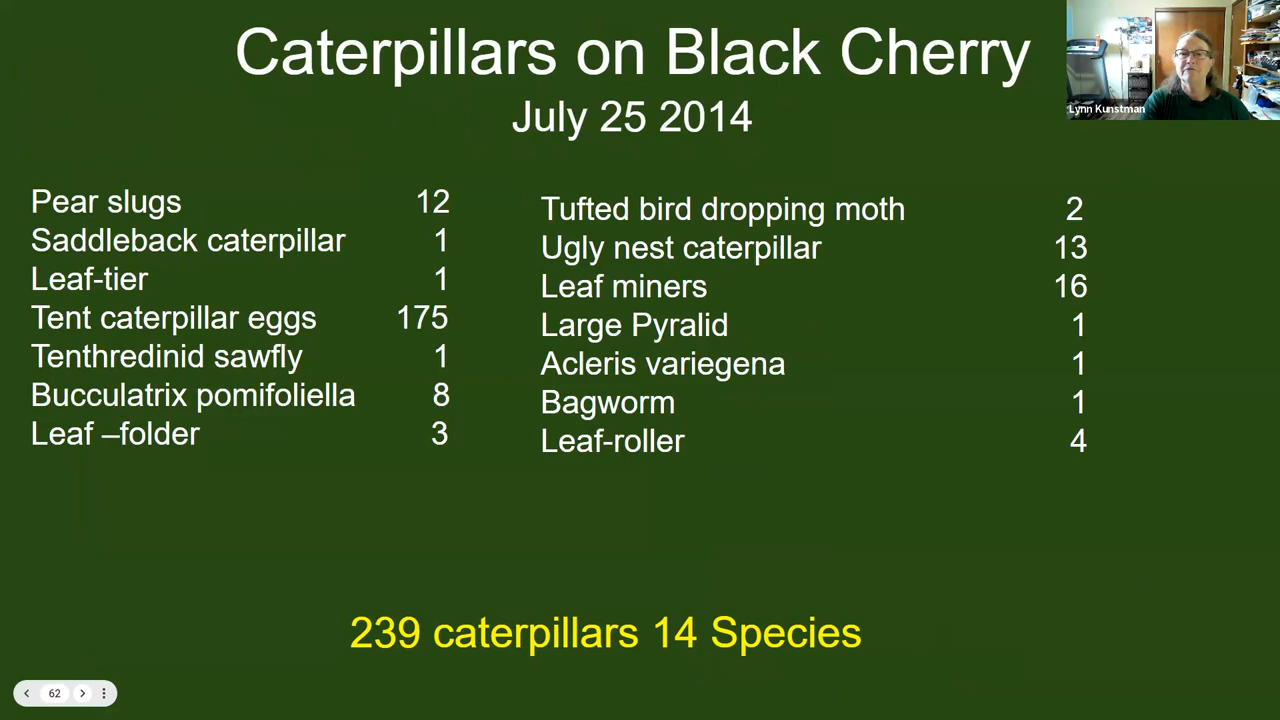 Caterpillars on Black Cherry
July 25 2014
Lynn Kunstman
Pear slugs 12
Saddleback caterpillar 1
Leaf-tier 1
Tent caterpillar eggs 175
Tenthredinid sawfly 1
Bucculatrix pomifoliella 8
Leaf –folder 3
Tufted bird dropping moth 2
Ugly nest caterpillar 13
Leaf miners 16
Large Pyralid 1
Acleris variegena 1
Bagworm 1
Leaf-roller 4
239 caterpillars 14 Species
62